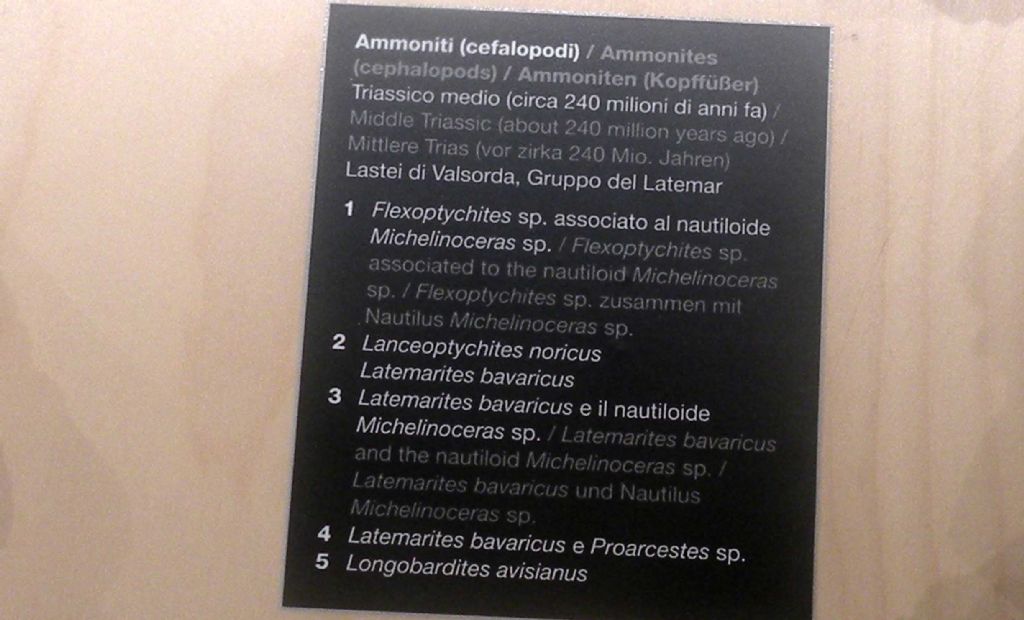 Ammoniti (cefalopodi) / Ammonites
(cephalopods) / Ammoniten (Kopffüßer)
Triassico medio (circa 240 milioni di anni fa) /
Middle Triassic (about 240 million years ago) /
Mittlere Trias (vor zirka 240 Mio. Jahren)
Lastei di Valsorda, Gruppo del Latemar
1 Flexoptychites sp. associato al nautiloide
Michelinoceras sp. / Flexoptychites sp.
associated to the nautiloid Michelinoceras
sp. / Flexoptychites sp. zusammen mit
Nautilus Michelinoceras sp.
2 Lanceoptychites noricus
Latemarites bavaricus
3 Latemarites bavaricus e il nautiloide
Michelinoceras sp. / Latemarites bavaricus
and the nautiloid Michelinoceras sp. /
Latemarites bavaricus und Nautilus
Michelinoceras sp.
4 Latemarites bavaricus e Proarcestes sp.
5 Longobardites avisianus